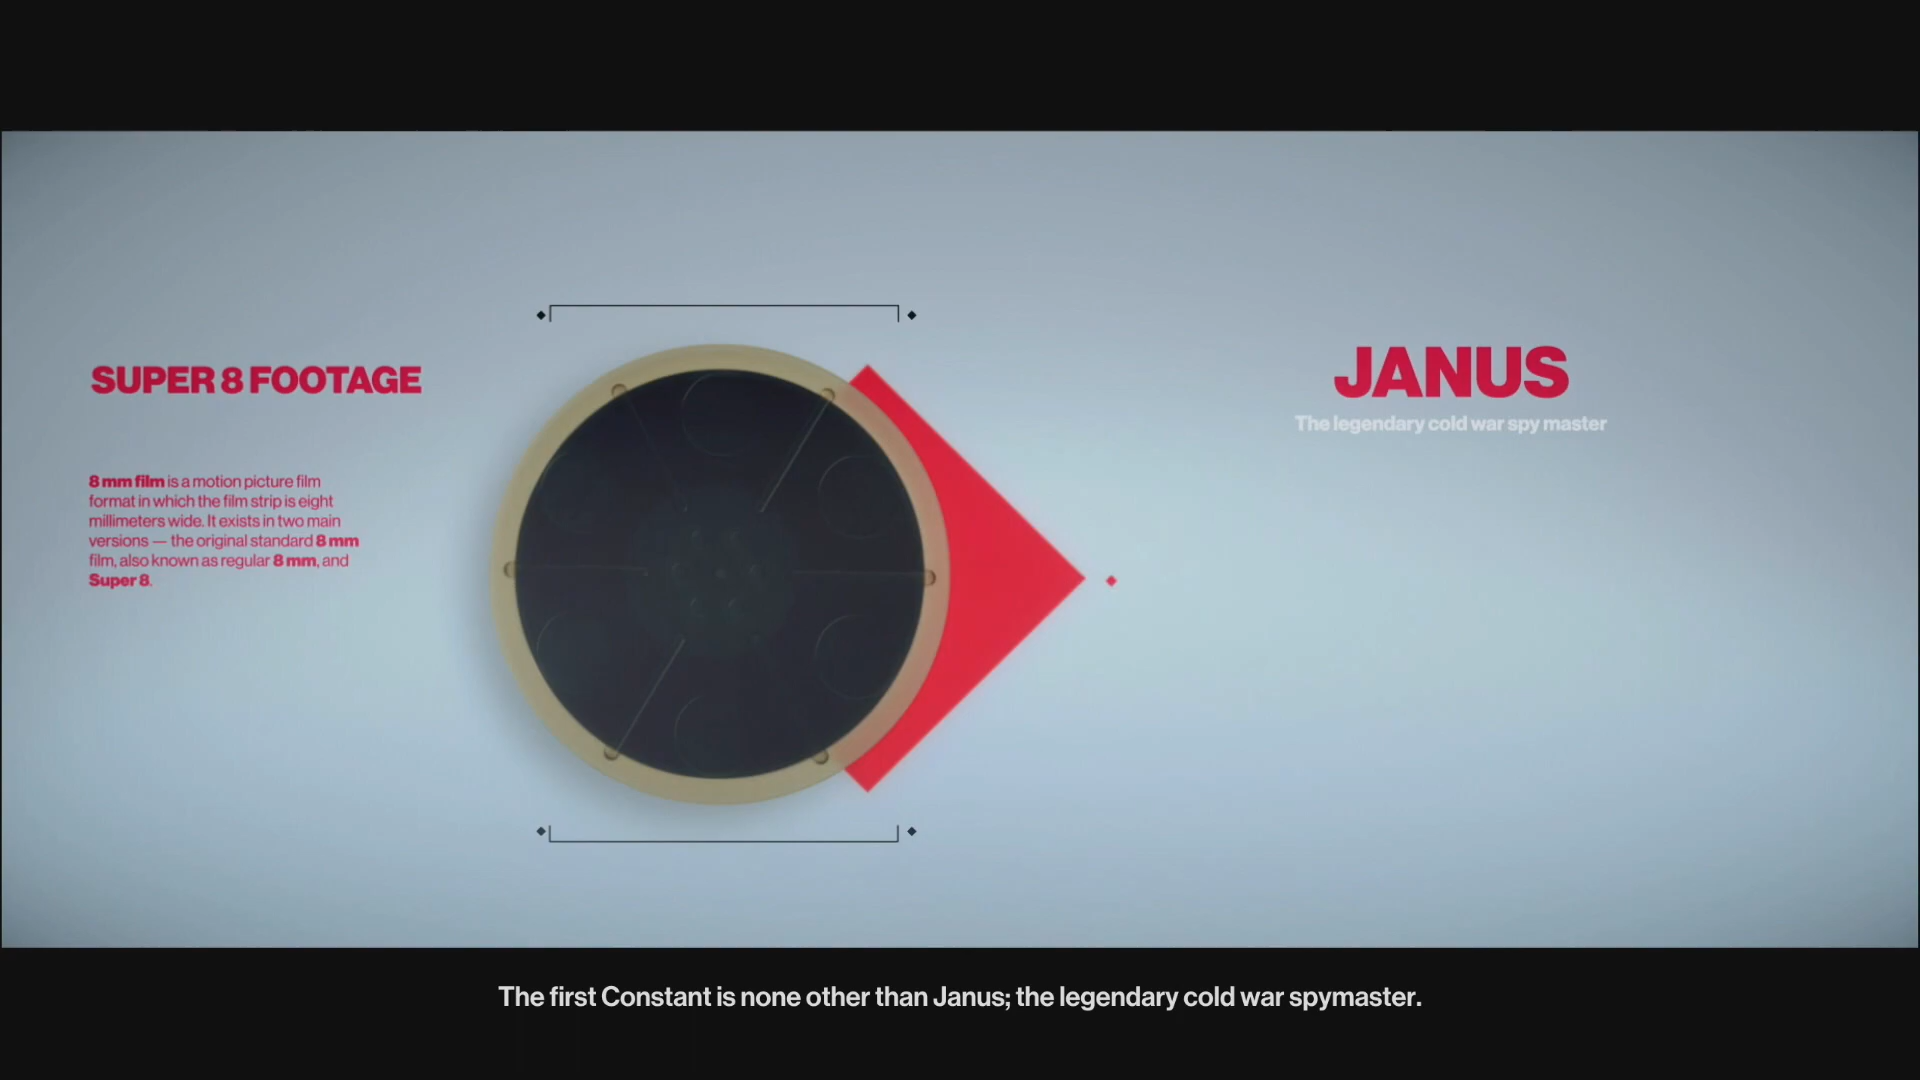 SUPER 8 FOOTAGE
8 mm film is a motion picture film
format in which the film strip is eight
millimeters wide. It exists in two main
versions — the original standard 8 mm
film, also known as regular 8 mm, and
Super 8.
JANUS
The legendary cold war spy master
The first Constant is none other than Janus; the legendary cold war spymaster.